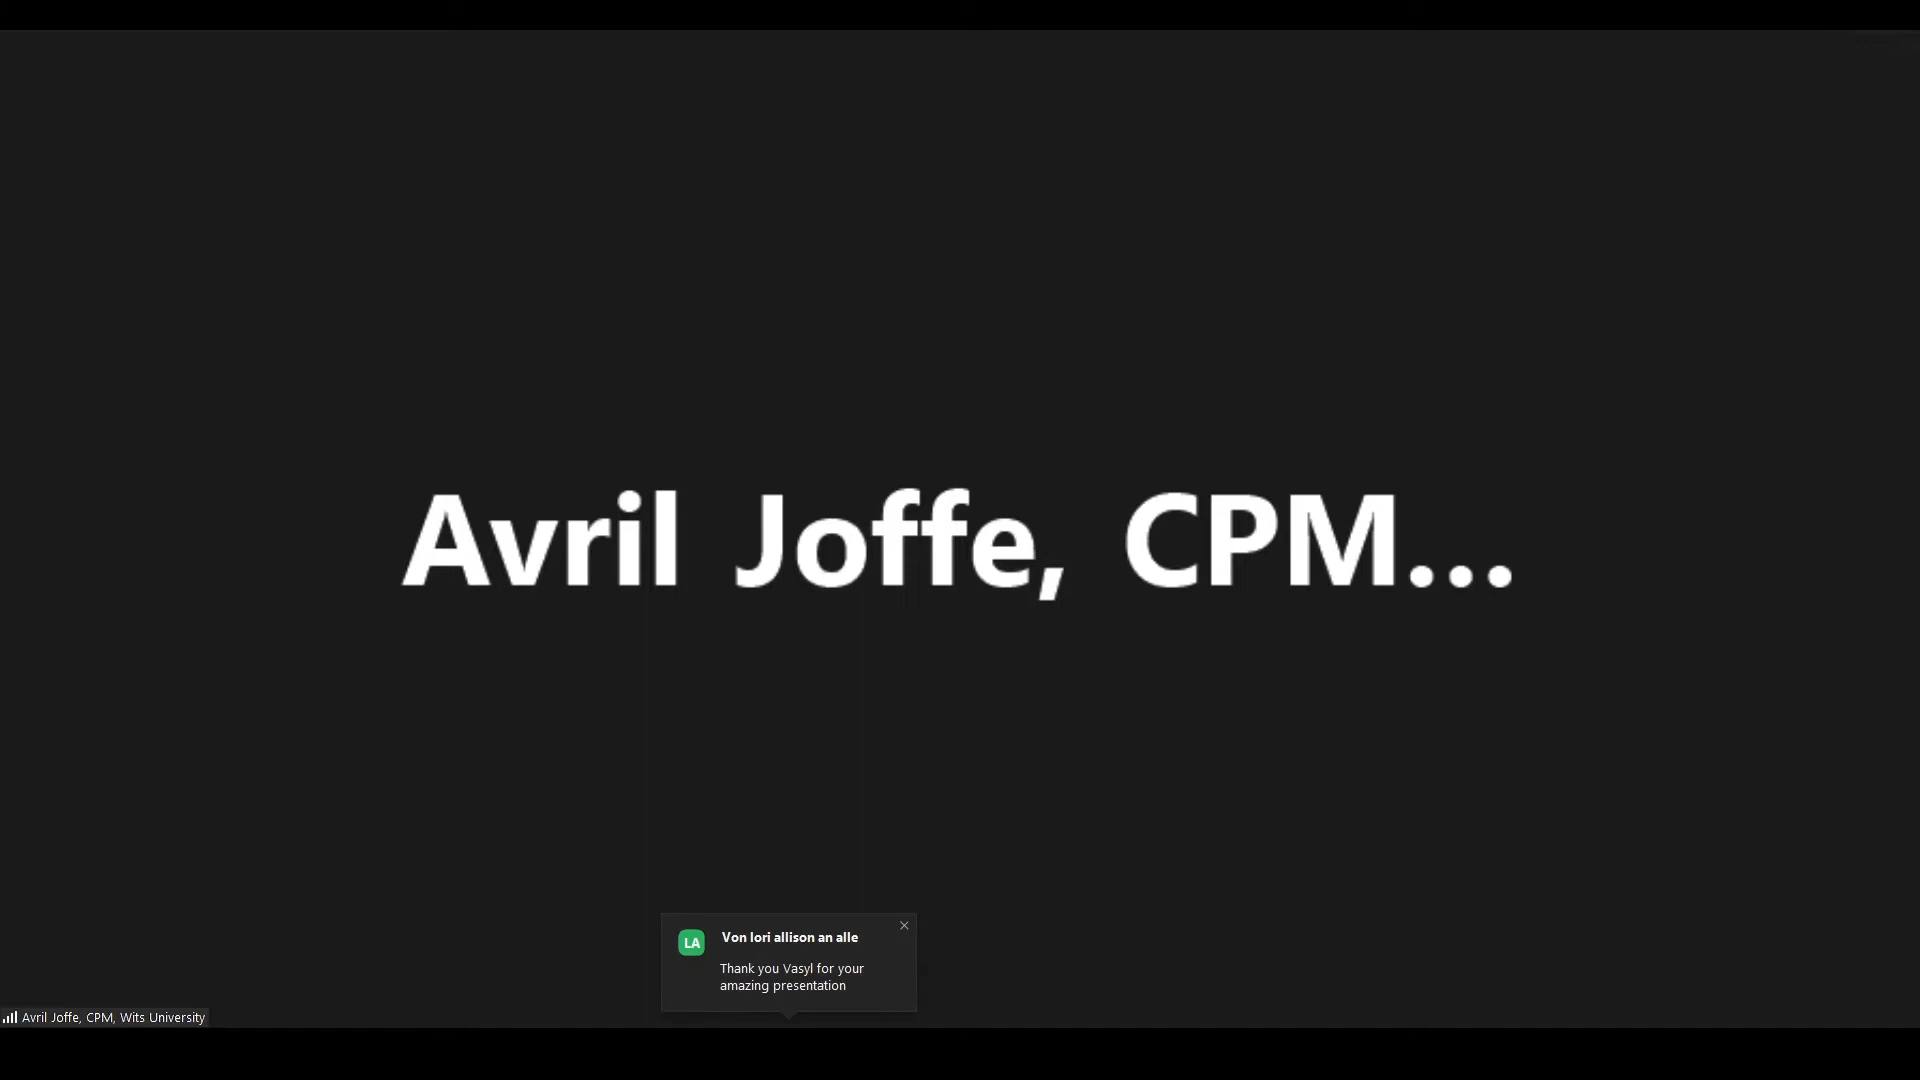 Avril Joffe, CPM...
LA
Von lori allison an alle
Thank you Vasyl for your
amazing presentation
Avril Joffe, CPM, Wits University